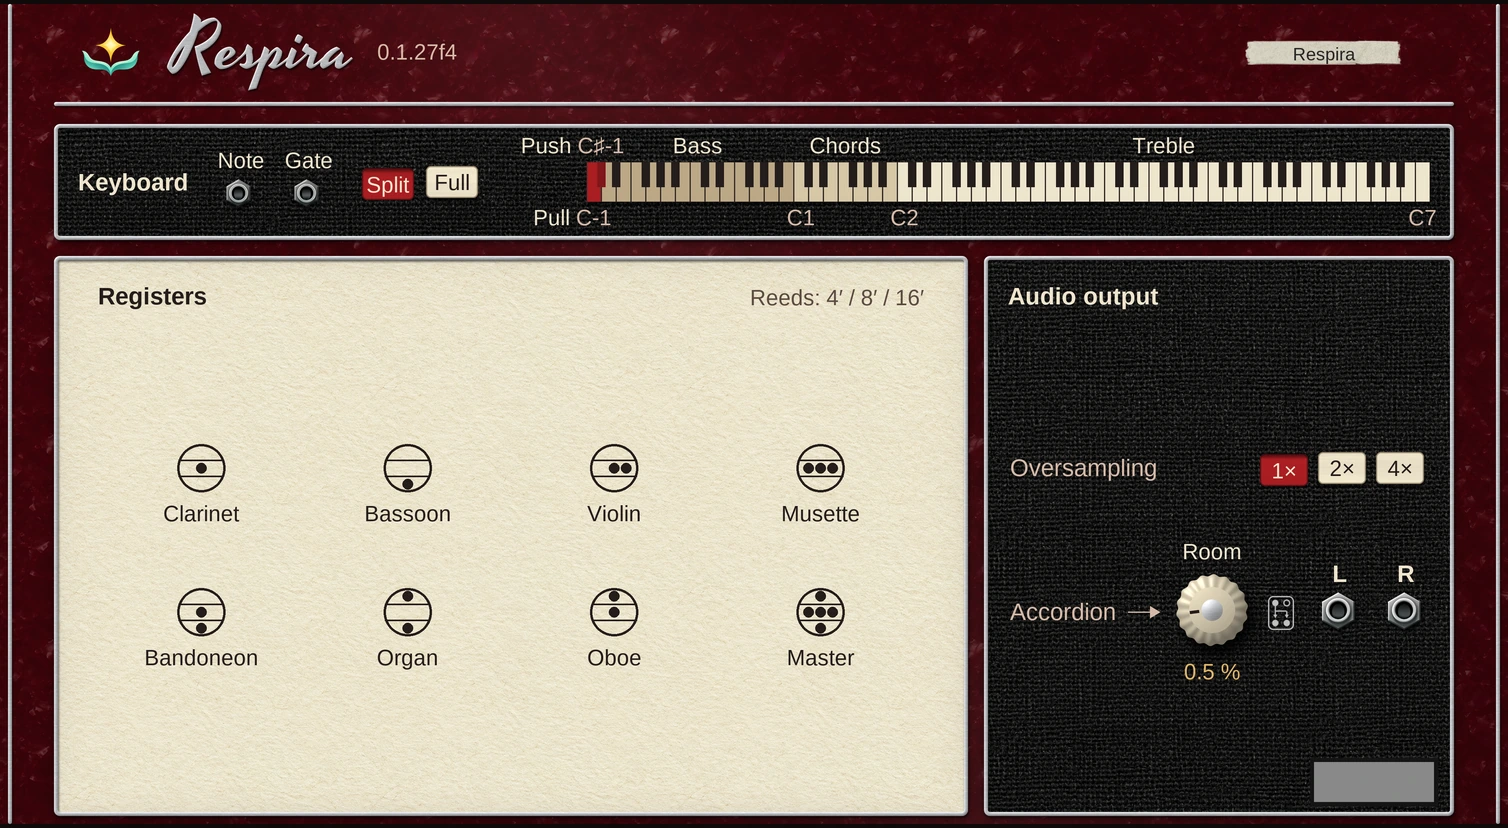 Respira 0.1.27f4
Respira
Push C♯-1 Bass Chords Treble
Keyboard Note Gate Split Full
Pull C-1 C1 C2 C7
Registers
Reeds: 4′ / 8′ / 16′
Clarinet Bassoon Violin Musette
Bandoneon Organ Oboe Master
Audio output
Oversampling 1× 2× 4×
Room
L R
Accordion
0.5 %